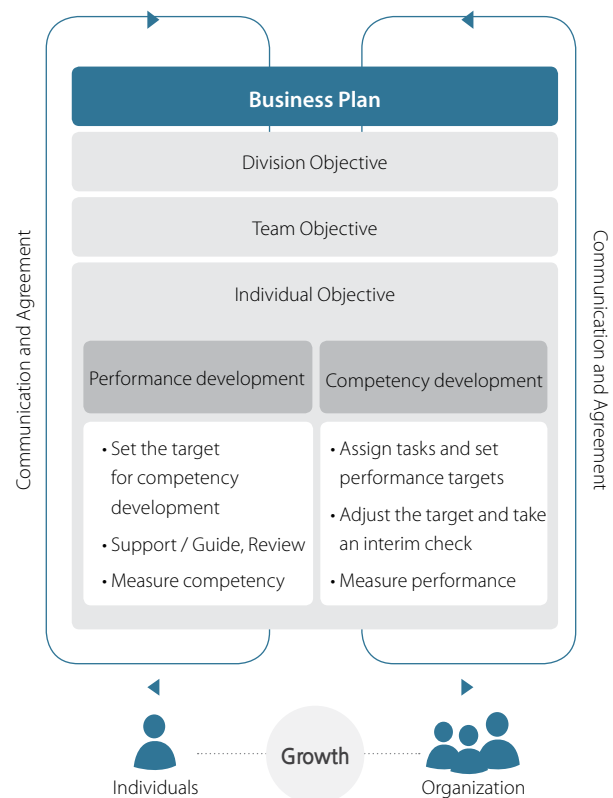 Business Plan
Division Objective
Team Objective
Individual Objective
Communication and Agreement
Communication and Agreement
Performance development
Competency development
• Set the target
for competency
development
• Support / Guide, Review
• Measure competency
• Assign tasks and set
performance targets
• Adjust the target and take
an interim check
• Measure performance
Growth
Individuals
Organization